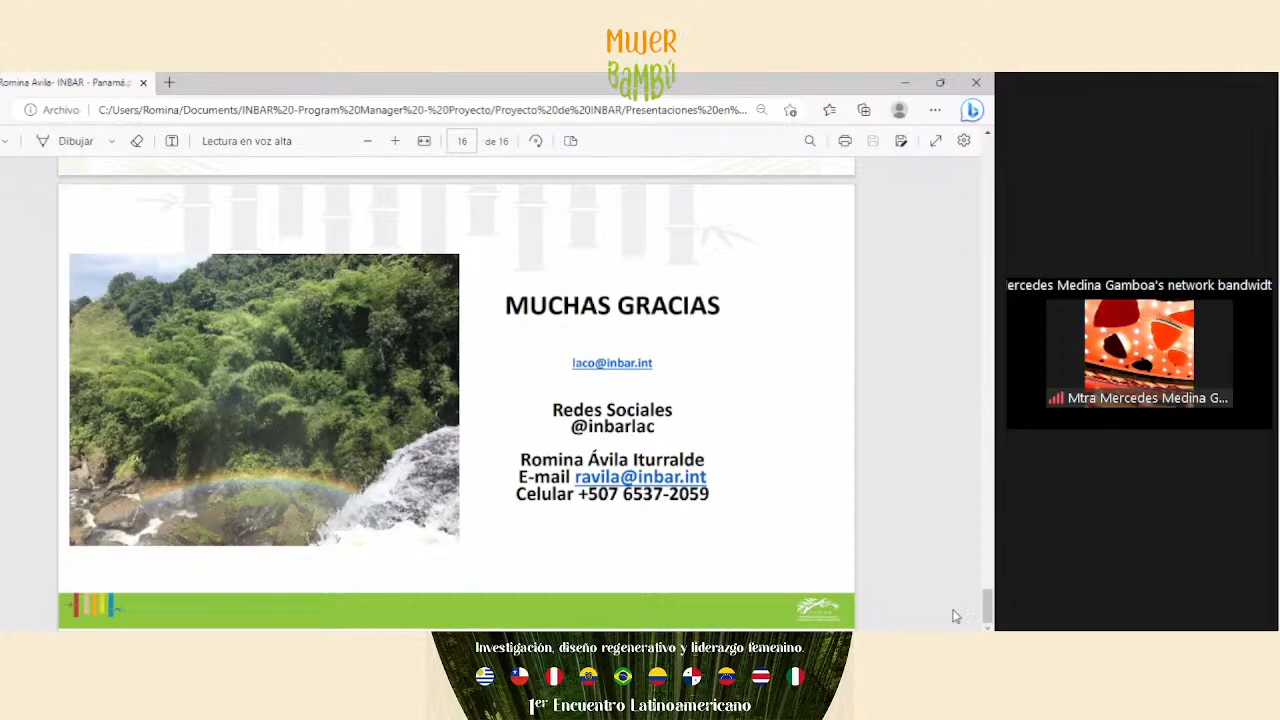 MUJER
BAMBÚ
Romina Avila- INBAR - Panamá.
Archivo
C:/Users/Romina/Documents/INBAR%20-Program%20Manager%20-%20Proyecto/Proyecto%20de%20INBAR/Presentaciones%20en%...
Dibujar
Lectura en voz alta
16
de 16
MUCHAS GRACIAS
laco@inbar.int
Redes Sociales
@inbarlac
Romina Ávila Iturralde
E-mail ravila@inbar.int
Celular +507 6537-2059
ercedes Medina Gamboa's network bandwidt
Mtra Mercedes Medina G...
Investigación, diseño regenerativo y liderazgo femenino.
1er Encuentro Latinoamericano